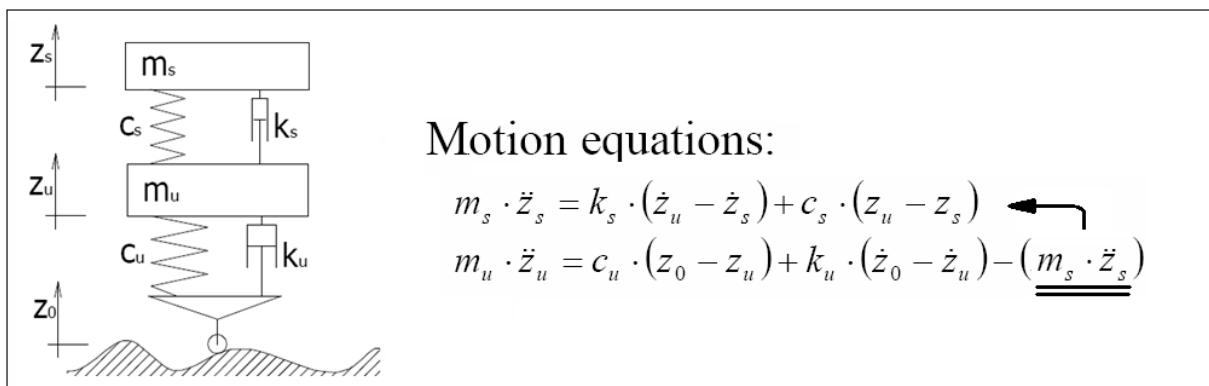 zₛ
mₛ
cₛ
kₛ
zᵤ
mᵤ
cᵤ
kᵤ
z₀
Motion equations:
mₛ · z̈ₛ = kₛ · (żᵤ − żₛ) + cₛ · (zᵤ − zₛ)
mᵤ · z̈ᵤ = cᵤ · (z₀ − zᵤ) + kᵤ · (ż₀ − żᵤ) − (mₛ · z̈ₛ)